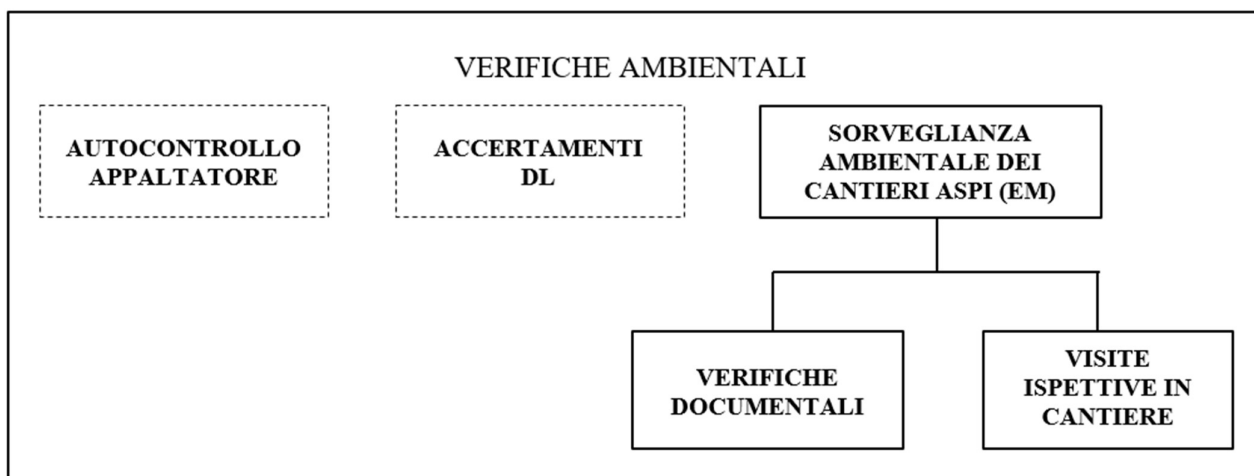 VERIFICHE AMBIENTALI
AUTOCONTROLLO
APPALTATORE
ACCERTAMENTI
DL
SORVEGLIANZA
AMBIENTALE DEI
CANTIERI ASPI (EM)
VERIFICHE
DOCUMENTALI
VISITE
ISPETTIVE IN
CANTIERE